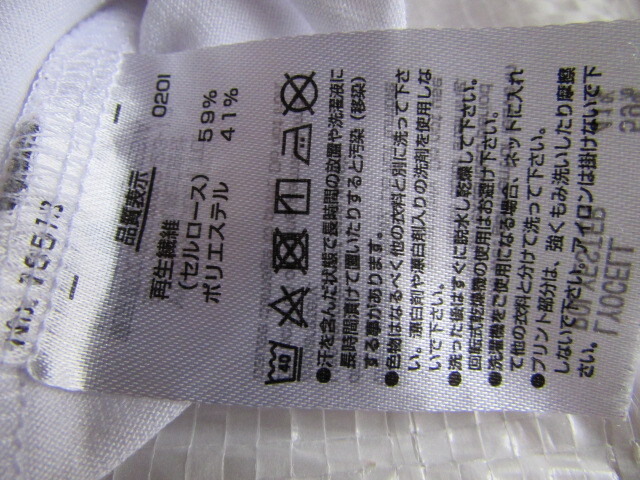 品質表示 0201
再生繊維
(セルロース) 59%
ポリエステル 41%
40
●汗を含んだ状態で長時間の放置や洗濯液に
長時間漬けて置いたりすると汚染(移染)
する事があります。
●色物はなるべく他の衣料と別に洗って下さ
い。漂白剤や漂白剤入りの洗剤を使用しな
いで下さい。
●洗った後はすぐに脱水し乾燥して下さい。
回転式乾燥機の使用はお避け下さい。
●洗濯機をご使用になる場合、ネットに入れ
て他の衣料と分けて洗って下さい。
●プリント部分は、強くもみ洗いしたり摩擦
しないで下さい。アイロンは掛けないで下
さい。
LYOCELL
POLYESTER